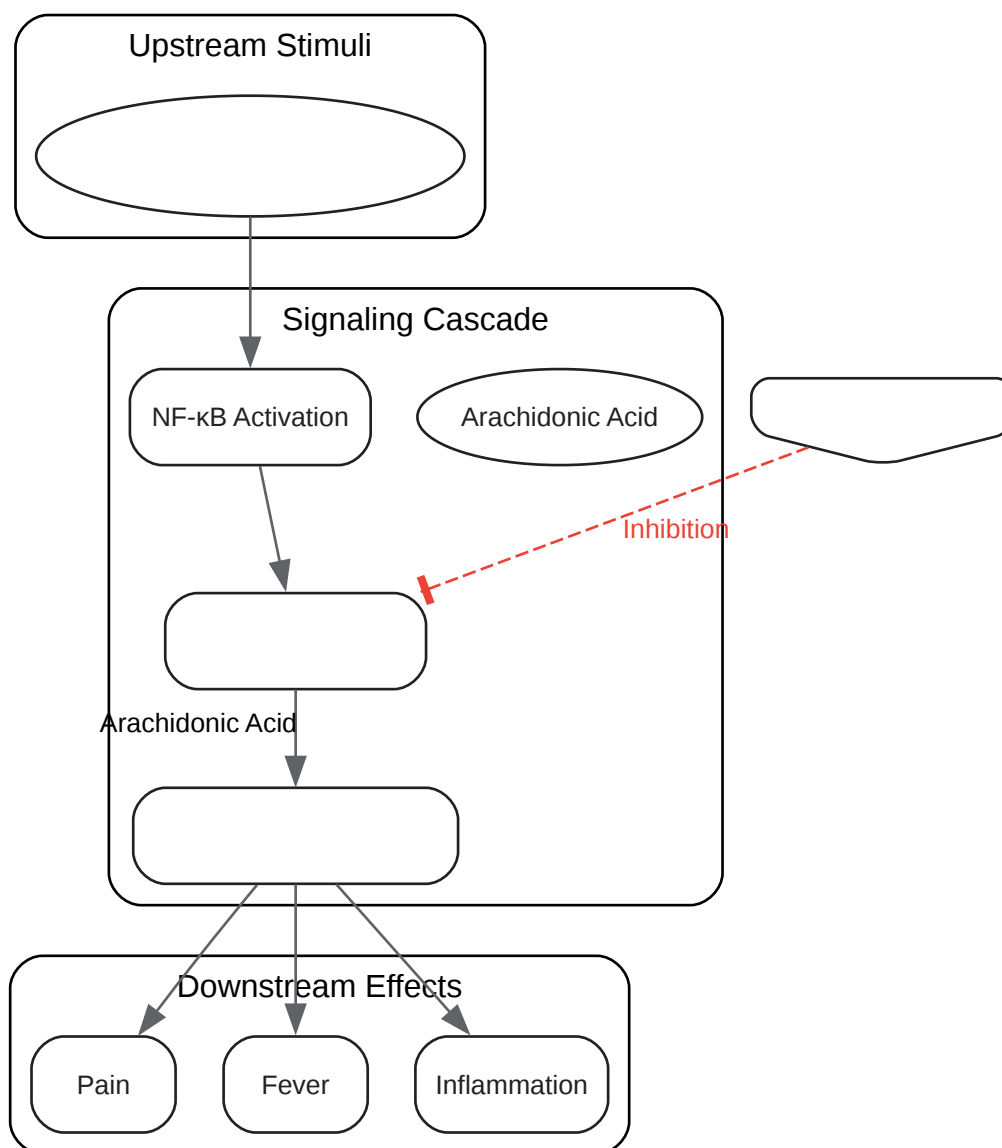 Upstream Stimuli
Signaling Cascade
NF-κB Activation
Arachidonic Acid
Inhibition
Arachidonic Acid
Downstream Effects
Pain
Fever
Inflammation